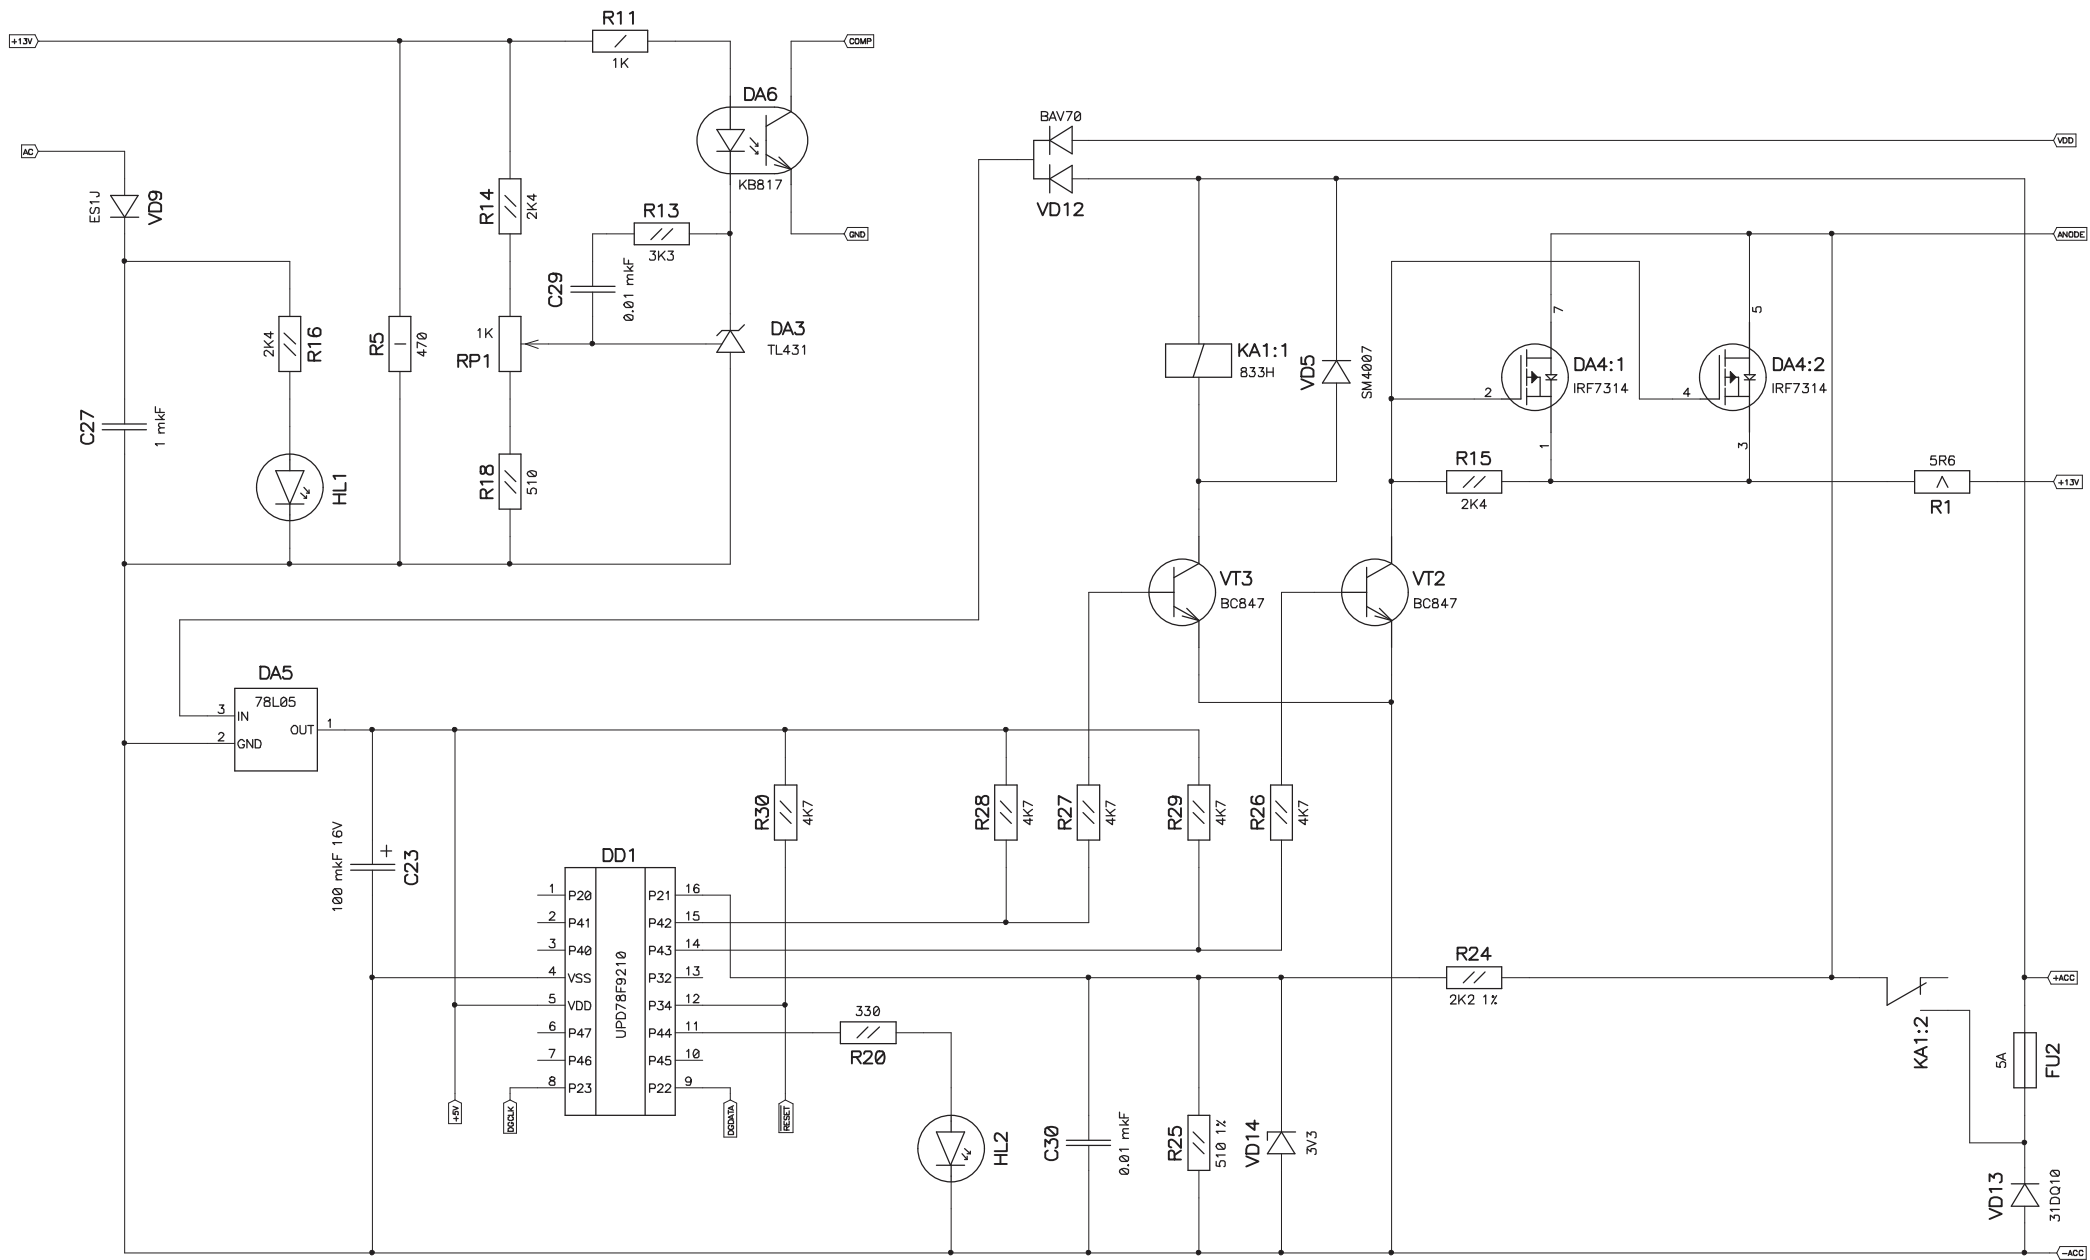 R11
+13V
1K
COMP
DA6
BAV70
VDD
AC
ES1J
VD9
KB817
R14
2K4
R13
3K3
VD12
GND
ANODE
C29
0.01 mkF
7
5
2K4
R16
R5
470
1K
RP1
DA3
TL431
KA1:1
833H
VD5
SM4007
DA4:1
IRF7314
2
DA4:2
IRF7314
4
C27
1 mkF
1
3
HL1
R18
510
R15
2K4
5R6
R1
+13V
VT3
BC847
VT2
BC847
DA5
78L05
3
IN
OUT
1
2
GND
R30
4K7
R28
4K7
R27
4K7
R29
4K7
R26
4K7
100 mkF 16V
+
C23
DD1
UPD78F9210
1
P20
P21
16
2
P41
P42
15
3
P40
P43
14
4
VSS
P32
13
5
VDD
P34
12
6
P47
P44
11
7
P46
P45
10
8
P23
P22
9
R24
2K2 1%
+ACC
330
R20
KA1:2
5A
FU2
+5V
DGCLK
DGDATA
RESET
HL2
C30
0.01 mkF
R25
510 1%
VD14
3V3
VD13
31DQ10
-ACC